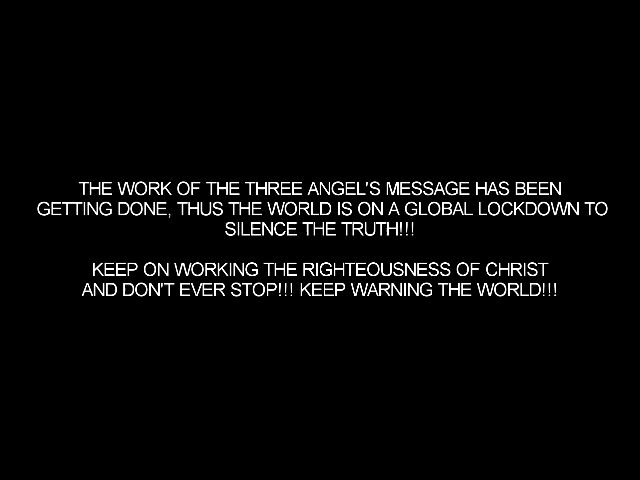 THE WORK OF THE THREE ANGEL'S MESSAGE HAS BEEN
GETTING DONE, THUS THE WORLD IS ON A GLOBAL LOCKDOWN TO
SILENCE THE TRUTH!!!
KEEP ON WORKING THE RIGHTEOUSNESS OF CHRIST
AND DON'T EVER STOP!!! KEEP WARNING THE WORLD!!!